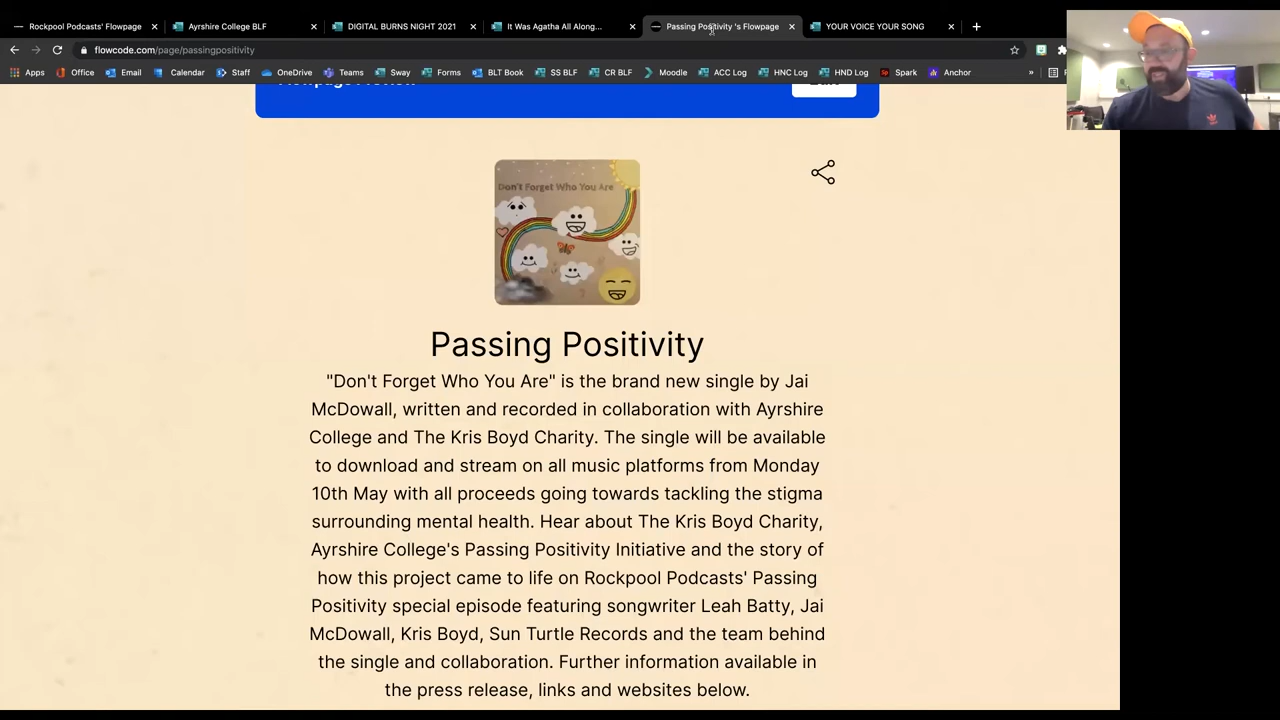 Rockpool Podcasts' Flowpage
Ayrshire College BLF
DIGITAL BURNS NIGHT 2021
It Was Agatha All Along...
Passing Positivity 's Flowpage
YOUR VOICE YOUR SONG
flowcode.com/page/passingpositivity
Apps
Office
Email
Calendar
Staff
OneDrive
Teams
Sway
Forms
BLT Book
SS BLF
CR BLF
Moodle
ACC Log
HNC Log
HND Log
Spark
Anchor
»
Don't Forget Who You Are
Passing Positivity
"Don't Forget Who You Are" is the brand new single by Jai
McDowall, written and recorded in collaboration with Ayrshire
College and The Kris Boyd Charity. The single will be available
to download and stream on all music platforms from Monday
10th May with all proceeds going towards tackling the stigma
surrounding mental health. Hear about The Kris Boyd Charity,
Ayrshire College's Passing Positivity Initiative and the story of
how this project came to life on Rockpool Podcasts' Passing
Positivity special episode featuring songwriter Leah Batty, Jai
McDowall, Kris Boyd, Sun Turtle Records and the team behind
the single and collaboration. Further information available in
the press release, links and websites below.